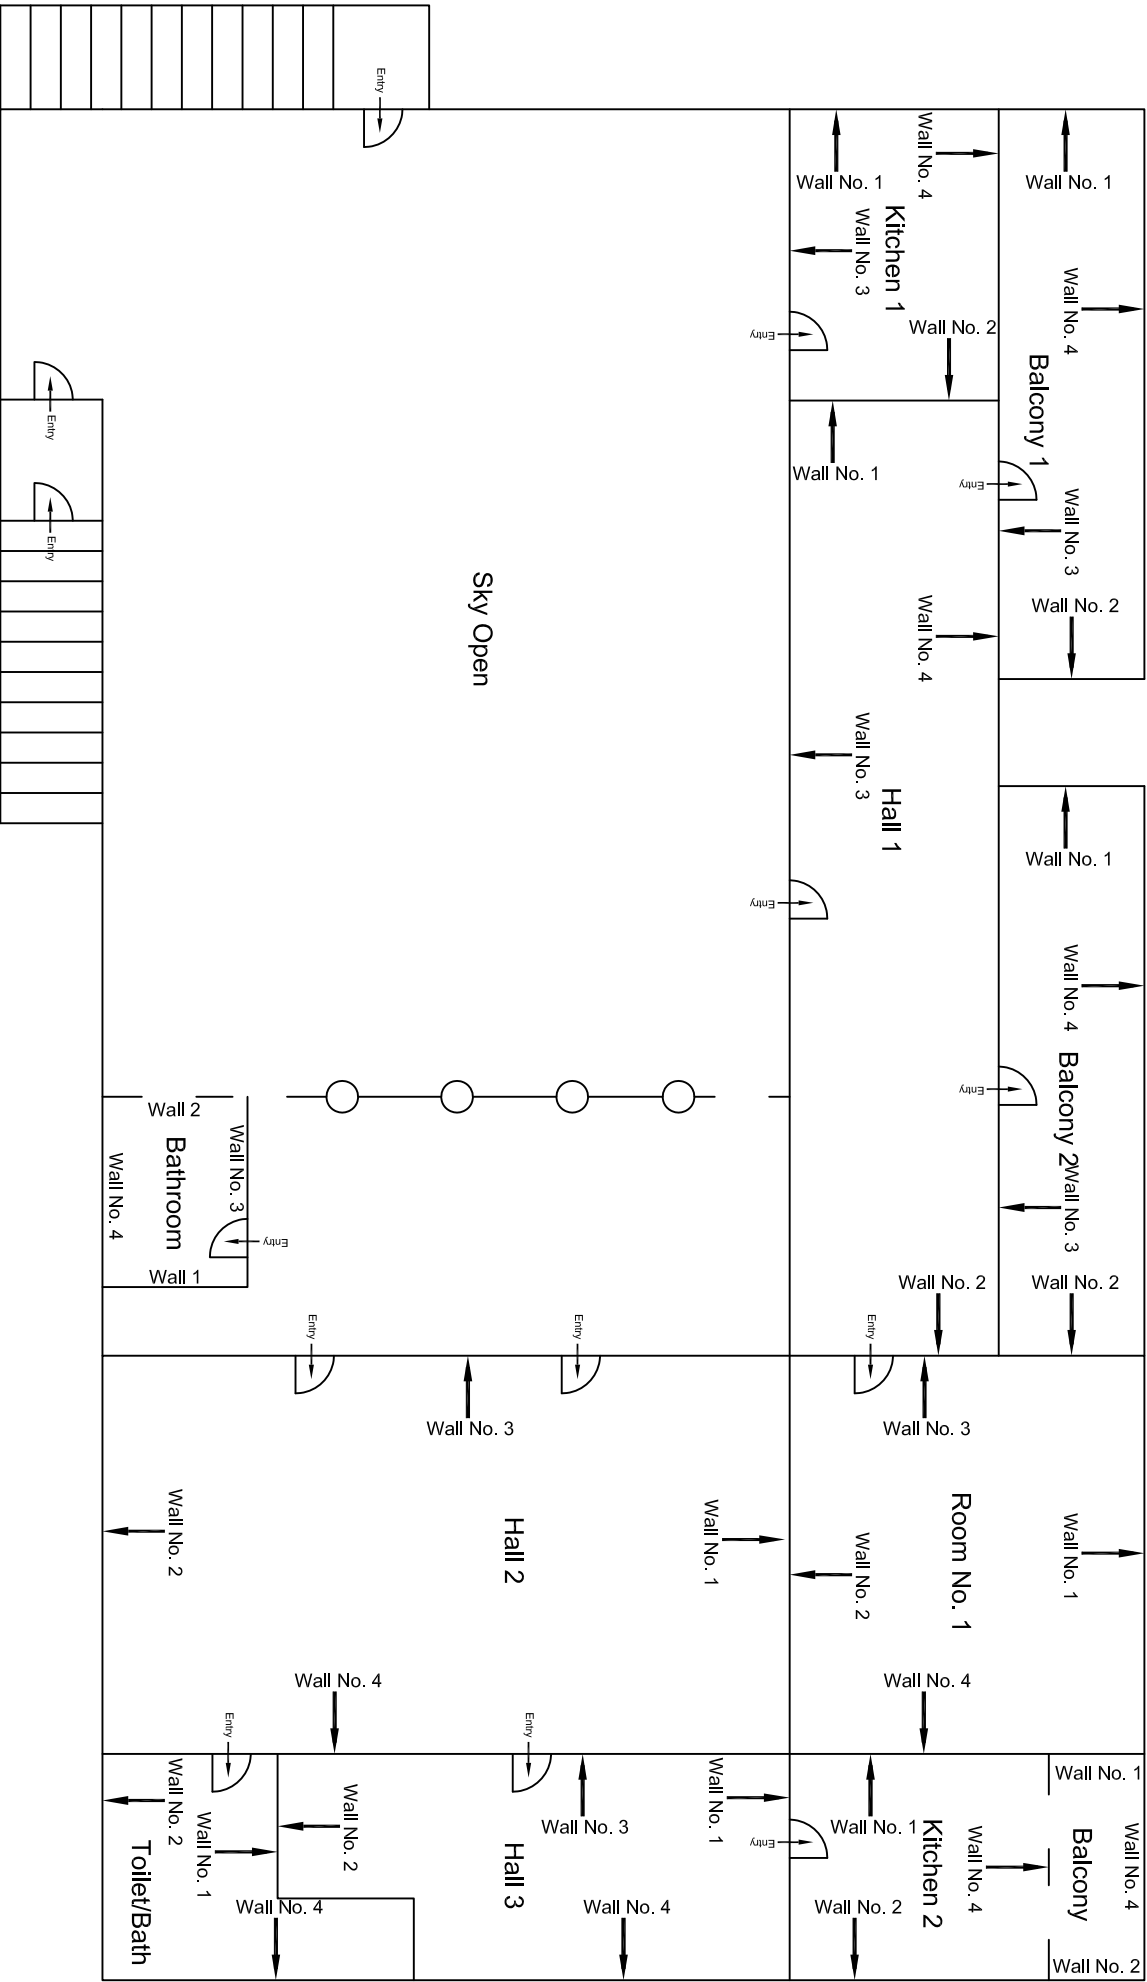 Entry
Wall No. 1
Wall No. 4
Kitchen 1
Wall No. 3
Wall No. 2
Entry
Wall No. 1
Wall No. 4
Balcony 1
Wall No. 3
Wall No. 2
Entry
Entry
Entry
Sky Open
Wall No. 1
Wall No. 4
Wall No. 3
Hall 1
Entry
Wall No. 2
Wall No. 1
Wall No. 4
Balcony 2
Wall No. 3
Wall No. 2
Entry
Wall 2
Wall No. 3
Bathroom
Wall No. 4
Wall 1
Entry
Entry
Entry
Wall No. 3
Wall No. 2
Hall 2
Wall No. 1
Wall No. 4
Entry
Wall No. 3
Room No. 1
Wall No. 1
Wall No. 2
Wall No. 4
Entry
Wall No. 2
Wall No. 1
Toilet/Bath
Wall No. 4
Entry
Wall No. 2
Wall No. 3
Wall No. 1
Hall 3
Wall No. 4
Entry
Wall No. 1
Kitchen 2
Wall No. 4
Wall No. 2
Wall No. 1
Balcony
Wall No. 4
Wall No. 2